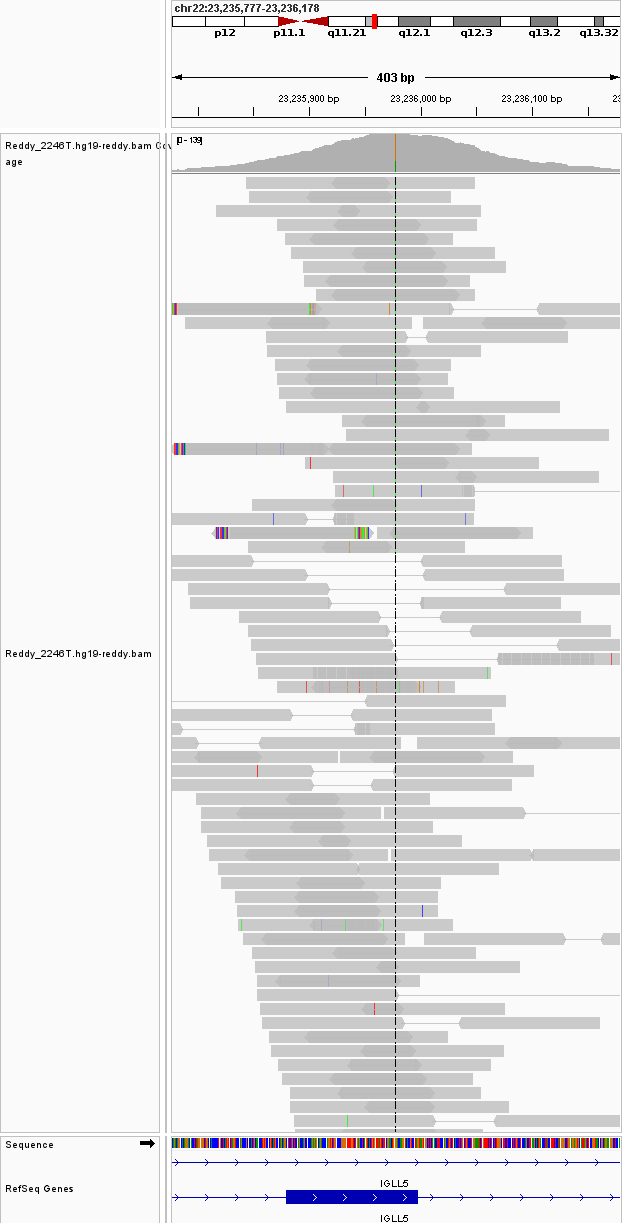 chr22:23,235,777-23,236,178
p12 p11.1 q11.21 q12.1 q12.3 q13.2 q13.32
403 bp
23,235,900 bp 23,236,000 bp 23,236,100 bp 23
Reddy_2246T.hg19-reddy.bam Cov
[0 - 139]
age
Reddy_2246T.hg19-reddy.bam
Sequence
IGLL5
RefSeq Genes
IGLL5